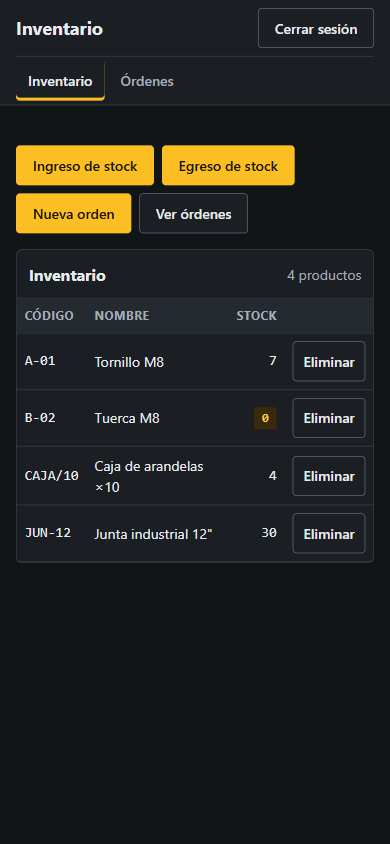 Inventario
Cerrar sesión
Inventario Órdenes
Ingreso de stock Egreso de stock
Nueva orden Ver órdenes
Inventario 4 productos
CÓDIGO NOMBRE STOCK
A-01 Tornillo M8 7 Eliminar
B-02 Tuerca M8 0 Eliminar
CAJA/10 Caja de arandelas
×10 4 Eliminar
JUN-12 Junta industrial 12" 30 Eliminar